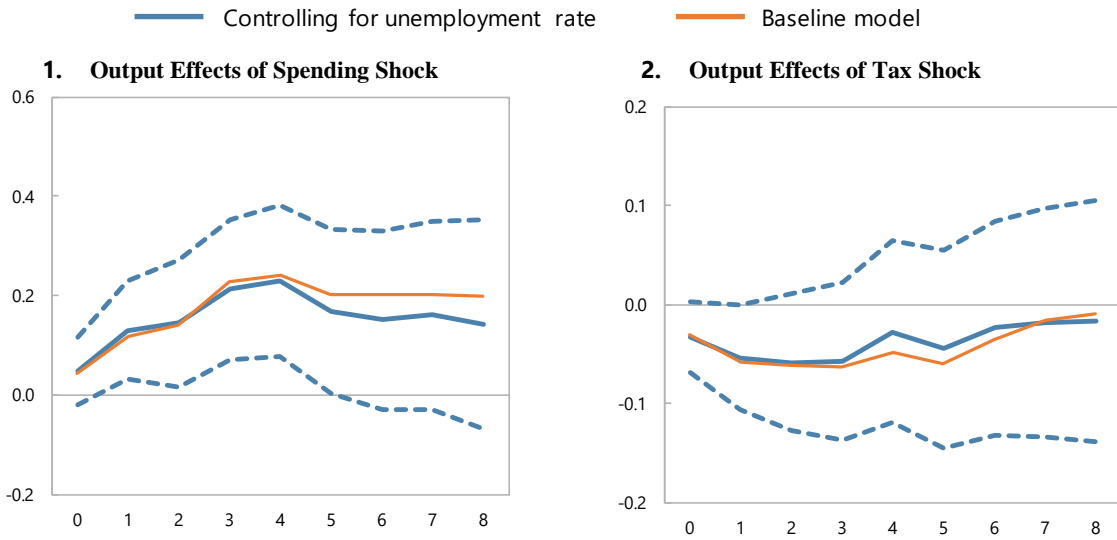 Controlling for unemployment rate Baseline model
1. Output Effects of Spending Shock
0.6
0.4
0.2
0.0
-0.2
0 1 2 3 4 5 6 7 8
2. Output Effects of Tax Shock
0.2
0.1
0.0
-0.1
-0.2
0 1 2 3 4 5 6 7 8